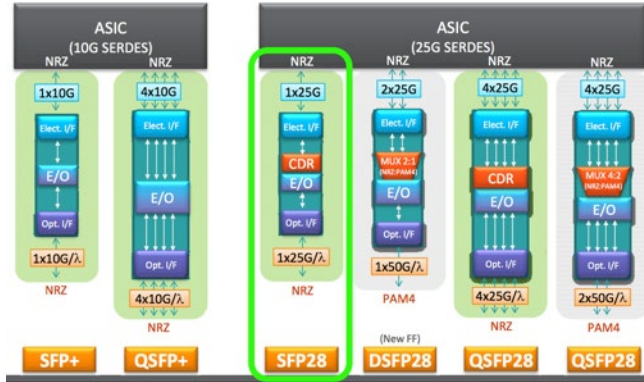 ASIC
(10G SERDES)
ASIC
(25G SERDES)
NRZ
1x10G
Elect. I/F
E/O
Opt. I/F
1x10G/λ
NRZ
SFP+
NRZ
4x10G
Elect. I/F
E/O
Opt. I/F
4x10G/λ
NRZ
QSFP+
NRZ
1x25G
Elect. I/F
CDR
E/O
Opt. I/F
1x25G/λ
NRZ
SFP28
NRZ
2x25G
Elect. I/F
MUX 2:1
(NRZ:PAM4)
E/O
Opt. I/F
1x50G/λ
PAM4
(New FF)
DSFP28
NRZ
4x25G
Elect. I/F
CDR
E/O
Opt. I/F
4x25G/λ
NRZ
QSFP28
NRZ
4x25G
Elect. I/F
MUX 4:2
(NRZ:PAM4)
E/O
Opt. I/F
2x50G/λ
PAM4
QSFP28